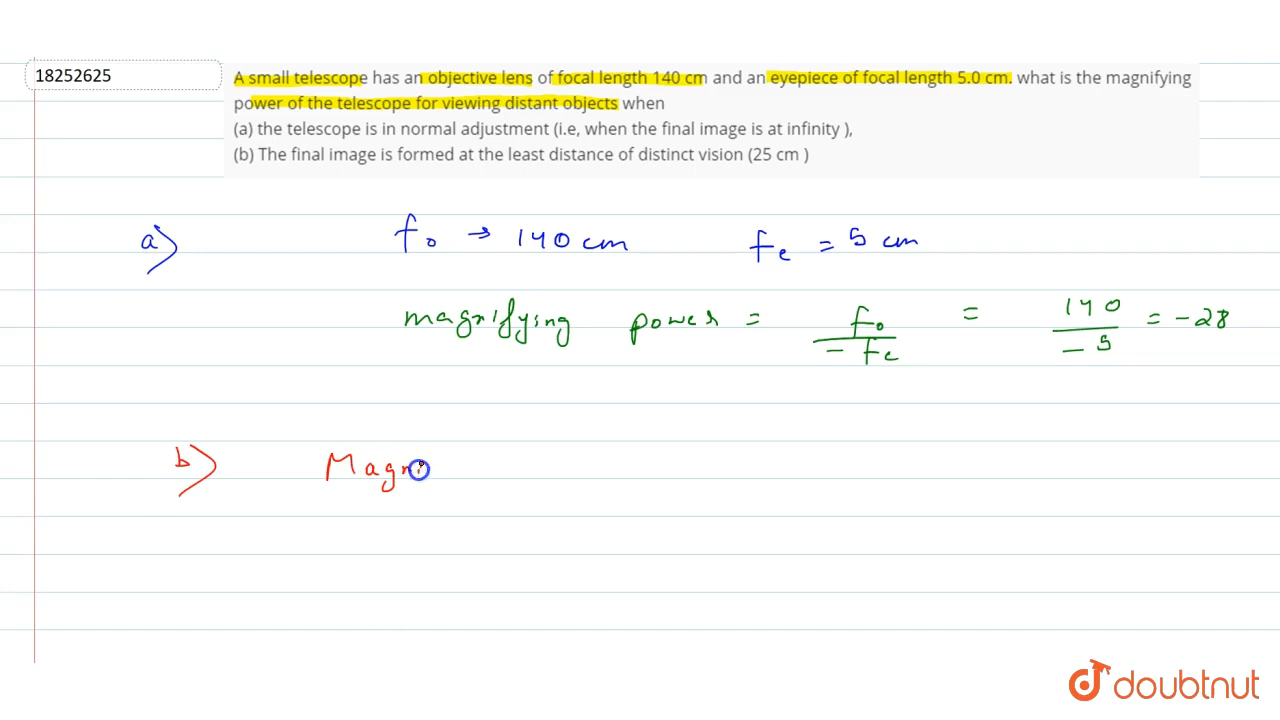 18252625
A small telescope has an objective lens of focal length 140 cm and an eyepiece of focal length 5.0 cm. what is the magnifying
power of the telescope for viewing distant objects when
(a) the telescope is in normal adjustment (i.e, when the final image is at infinity ),
(b) The final image is formed at the least distance of distinct vision (25 cm )
a) fo → 140 cm fe = 5 cm
magnifying power = fo / - fe = 140 / - 5 = - 28
b) Magni
doubtnut